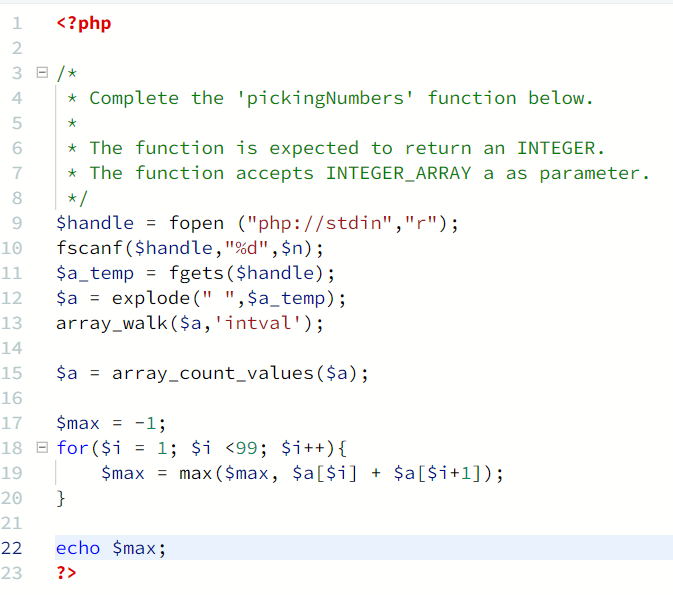 1 <?php
2
3 /*
4 * Complete the 'pickingNumbers' function below.
5 *
6 * The function is expected to return an INTEGER.
7 * The function accepts INTEGER_ARRAY a as parameter.
8 */
9 $handle = fopen ("php://stdin","r");
10 fscanf($handle,"%d",$n);
11 $a_temp = fgets($handle);
12 $a = explode(" ",$a_temp);
13 array_walk($a,'intval');
14
15 $a = array_count_values($a);
16
17 $max = -1;
18 for($i = 1; $i <99; $i++){
19     $max = max($max, $a[$i] + $a[$i+1]);
20 }
21
22 echo $max;
23 ?>